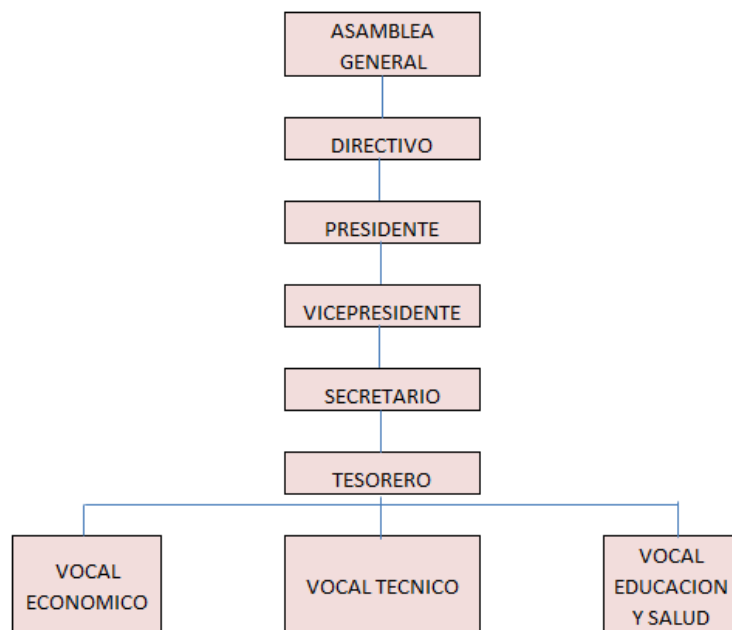 ASAMBLEA
GENERAL
DIRECTIVO
PRESIDENTE
VICEPRESIDENTE
SECRETARIO
TESORERO
VOCAL
ECONOMICO
VOCAL TECNICO
VOCAL
EDUCACION
Y SALUD